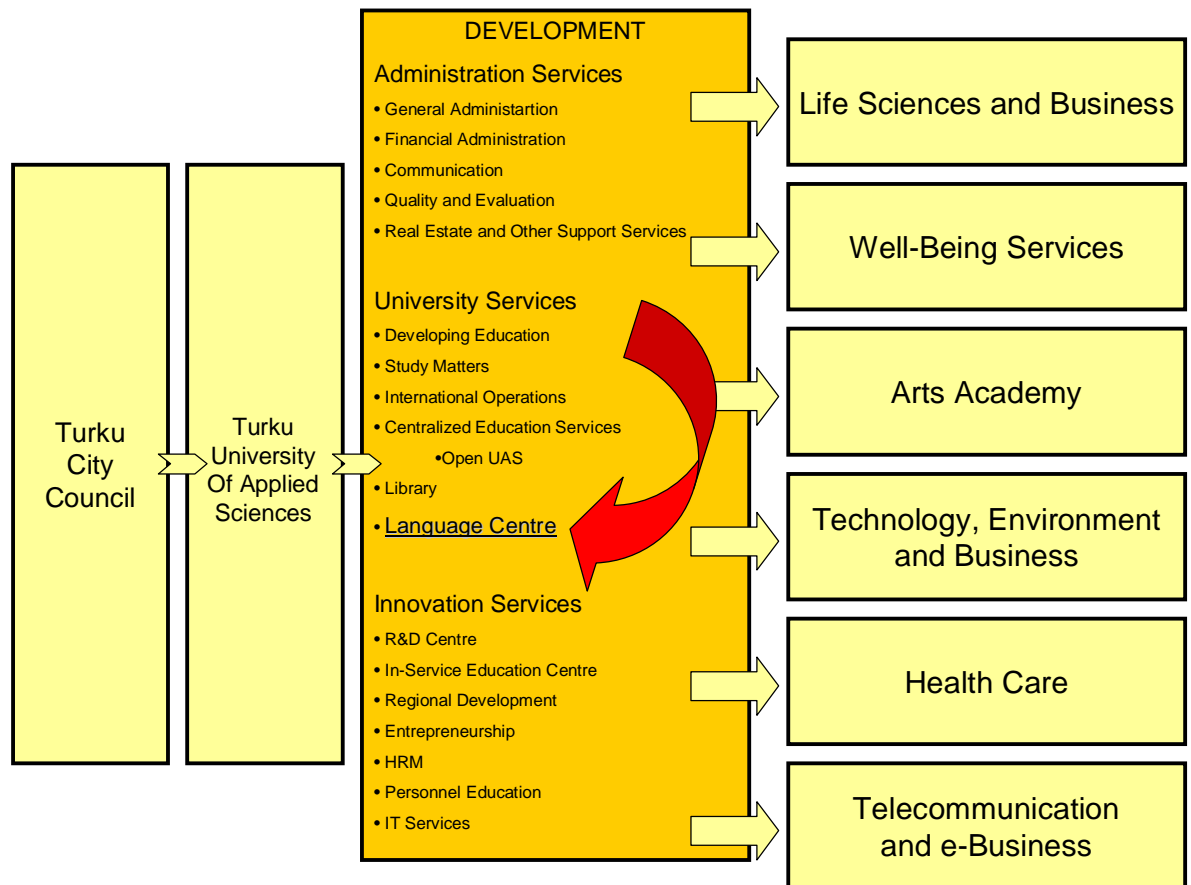 Turku
City
Council
Turku
University
Of Applied
Sciences
DEVELOPMENT
Administration Services
• General Administartion
• Financial Administration
• Communication
• Quality and Evaluation
• Real Estate and Other Support Services
University Services
• Developing Education
• Study Matters
• International Operations
• Centralized Education Services
•Open UAS
• Library
• Language Centre
Innovation Services
• R&D Centre
• In-Service Education Centre
• Regional Development
• Entrepreneurship
• HRM
• Personnel Education
• IT Services
Life Sciences and Business
Well-Being Services
Arts Academy
Technology, Environment
and Business
Health Care
Telecommunication
and e-Business